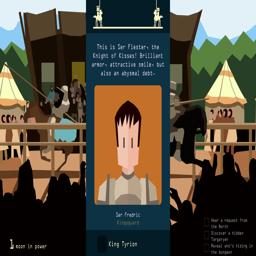 This is Ser Flester, the
Knight of Kisses! Brilliant
armor, attractive smile, but
also an abysmal debt.
Ser Fredric
Kingsguard
King Tyrion
1 moon in power
Hear a request from
the North
Discover a hidden
Targaryen
Reveal who's hiding in
the dungeon